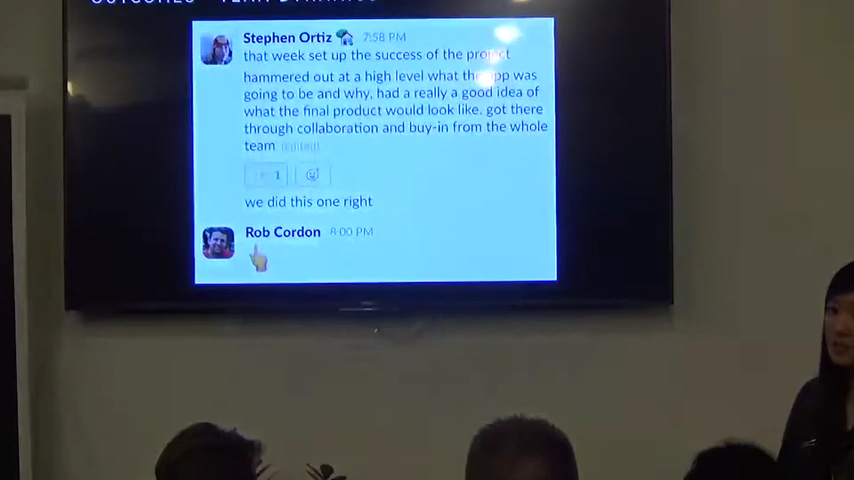 Stephen Ortiz 7:58 PM
that week set up the success of the project
hammered out at a high level what the app was
going to be and why, had a really a good idea of
what the final product would look like. got there
through collaboration and buy-in from the whole
team (edited)
1
we did this one right
Rob Cordon 8:00 PM